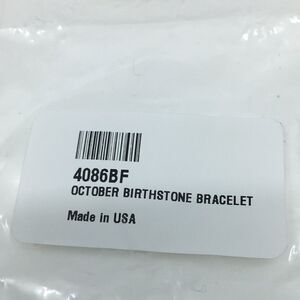 4086BF
OCTOBER BIRTHSTONE BRACELET
Made in USA